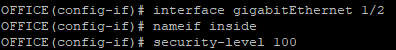 OFFICE(config-if)# interface gigabitEthernet 1/2
OFFICE(config-if)# nameif inside
OFFICE(config-if)# security-level 100